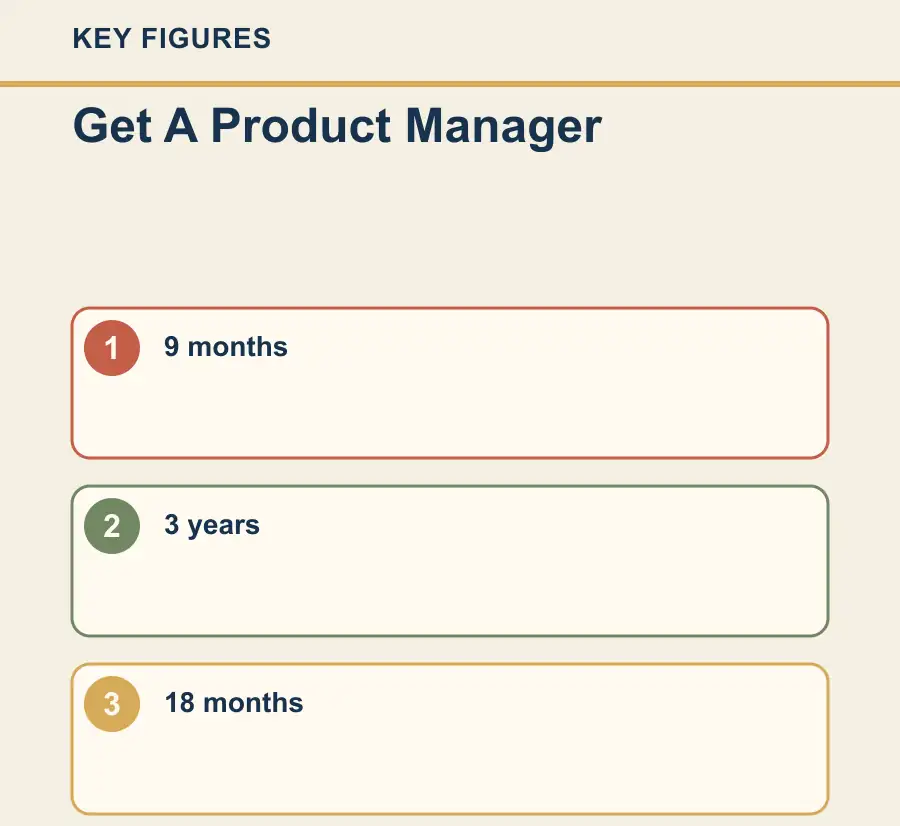 KEY FIGURES
Get A Product Manager
1
9 months
2
3 years
3
18 months